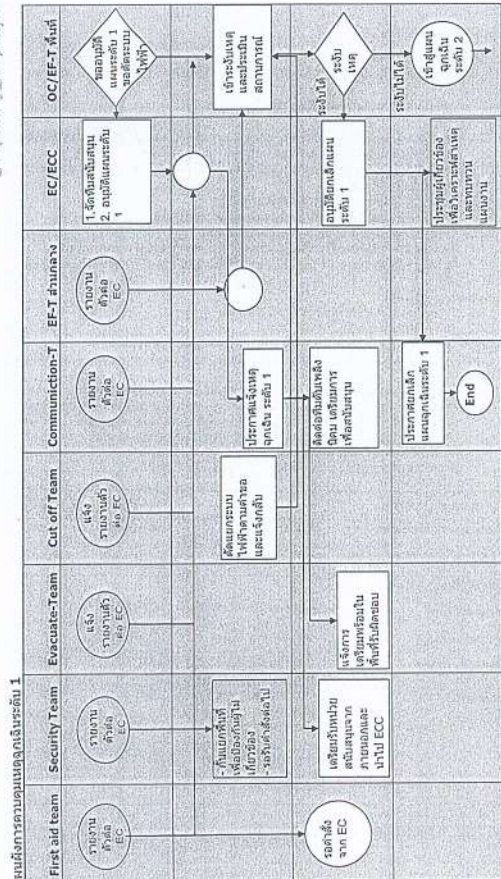 ผนผังการควบคุมเหตุฉุกเฉินระดับ 1
First aid team
Security Team
Evacuate-Team
Cut off Team
Communiction-T
EF-T ส่วนกลาง
EC/ECC
OC/EF-T พื้นที่
รายงาน
ตัวต่อ
EC
รายงาน
ตัวต่อ
EC
แจ้ง
รายงานตัว
ต่อ EC
แจ้ง
รายงานตัว
ต่อ EC
รายงาน
ตัวต่อ
EC
รายงาน
ตัวต่อ
EC
1.จัดทีมสนับสนุน
2. อนุมัติแผนระดับ
1
ขออนุมัติ
แผนระดับ 1
ขอตัดระบบ
ไฟฟ้า
- กันแยกพื้นที่
เพื่อป้องกันผู้ไม่
เกี่ยวข้อง
- รอรับคำสั่งต่อไป
ตัดแยกระบบ
ไฟฟ้าตามคำขอ
และแจ้งกลับ
ประกาศแจ้งเหตุ
ฉุกเฉิน ระดับ 1
เข้าระงับเหตุ
และประเมิน
สถานการณ์
รอคำสั่ง
จาก EC
เตรียมรับหน่วย
สนับสนุนจาก
ภายนอกและ
นำไป ECC
แจ้งการ
เตรียมพร้อมใน
พื้นที่รับผิดชอบ
ติดต่อทีมดับเพลิง
นิคม เตรียมการ
เพื่อสนับสนุน
อนุมัติยกเลิกแผน
ระดับ 1
ระงับได้
ระงับ
เหตุ
ระงับไม่ได้
ประกาศยกเลิก
แผนฉุกเฉินระดับ 1
End
ประชุมผู้เกี่ยวข้อง
เพื่อวิเคราะห์สาเหตุ
และทบทวน
แผนงาน
เข้าสู่แผน
ฉุกเฉิน
ระดับ 2